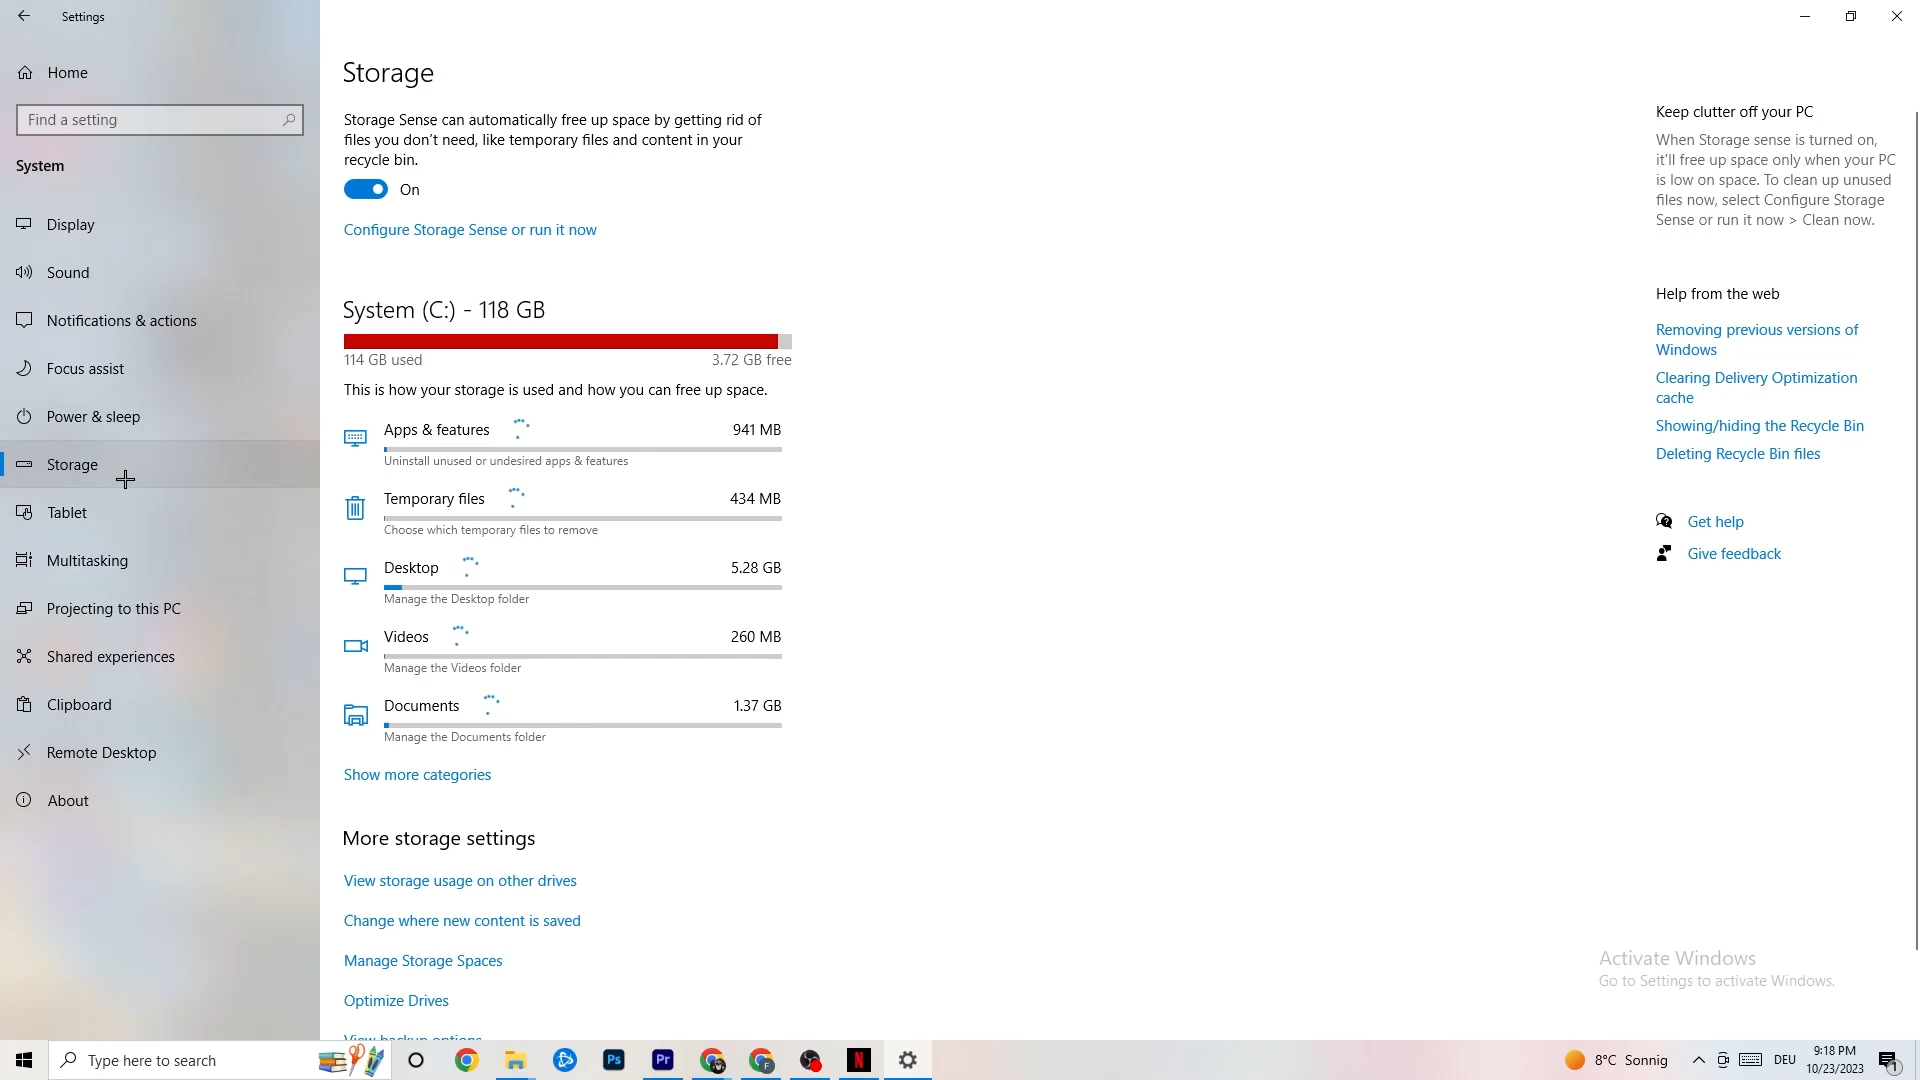 Settings
Home
Find a setting
System
Display
Sound
Notifications & actions
Focus assist
Power & sleep
Storage
Tablet
Multitasking
Projecting to this PC
Shared experiences
Clipboard
Remote Desktop
About
Storage
Storage Sense can automatically free up space by getting rid of
files you don't need, like temporary files and content in your
recycle bin.
On
Configure Storage Sense or run it now
System (C:) - 118 GB
114 GB used 3.72 GB free
This is how your storage is used and how you can free up space.
Apps & features 941 MB
Uninstall unused or undesired apps & features
Temporary files 434 MB
Choose which temporary files to remove
Desktop 5.28 GB
Manage the Desktop folder
Videos 260 MB
Manage the Videos folder
Documents 1.37 GB
Manage the Documents folder
Show more categories
More storage settings
View storage usage on other drives
Change where new content is saved
Manage Storage Spaces
Optimize Drives
View backup options
Keep clutter off your PC
When Storage sense is turned on,
it'll free up space only when your PC
is low on space. To clean up unused
files now, select Configure Storage
Sense or run it now > Clean now.
Help from the web
Removing previous versions of
Windows
Clearing Delivery Optimization
cache
Showing/hiding the Recycle Bin
Deleting Recycle Bin files
Get help
Give feedback
Activate Windows
Go to Settings to activate Windows.
Type here to search
Ps
Pr
F
N
8°C Sonnig
DEU
9:18 PM
10/23/2023
1